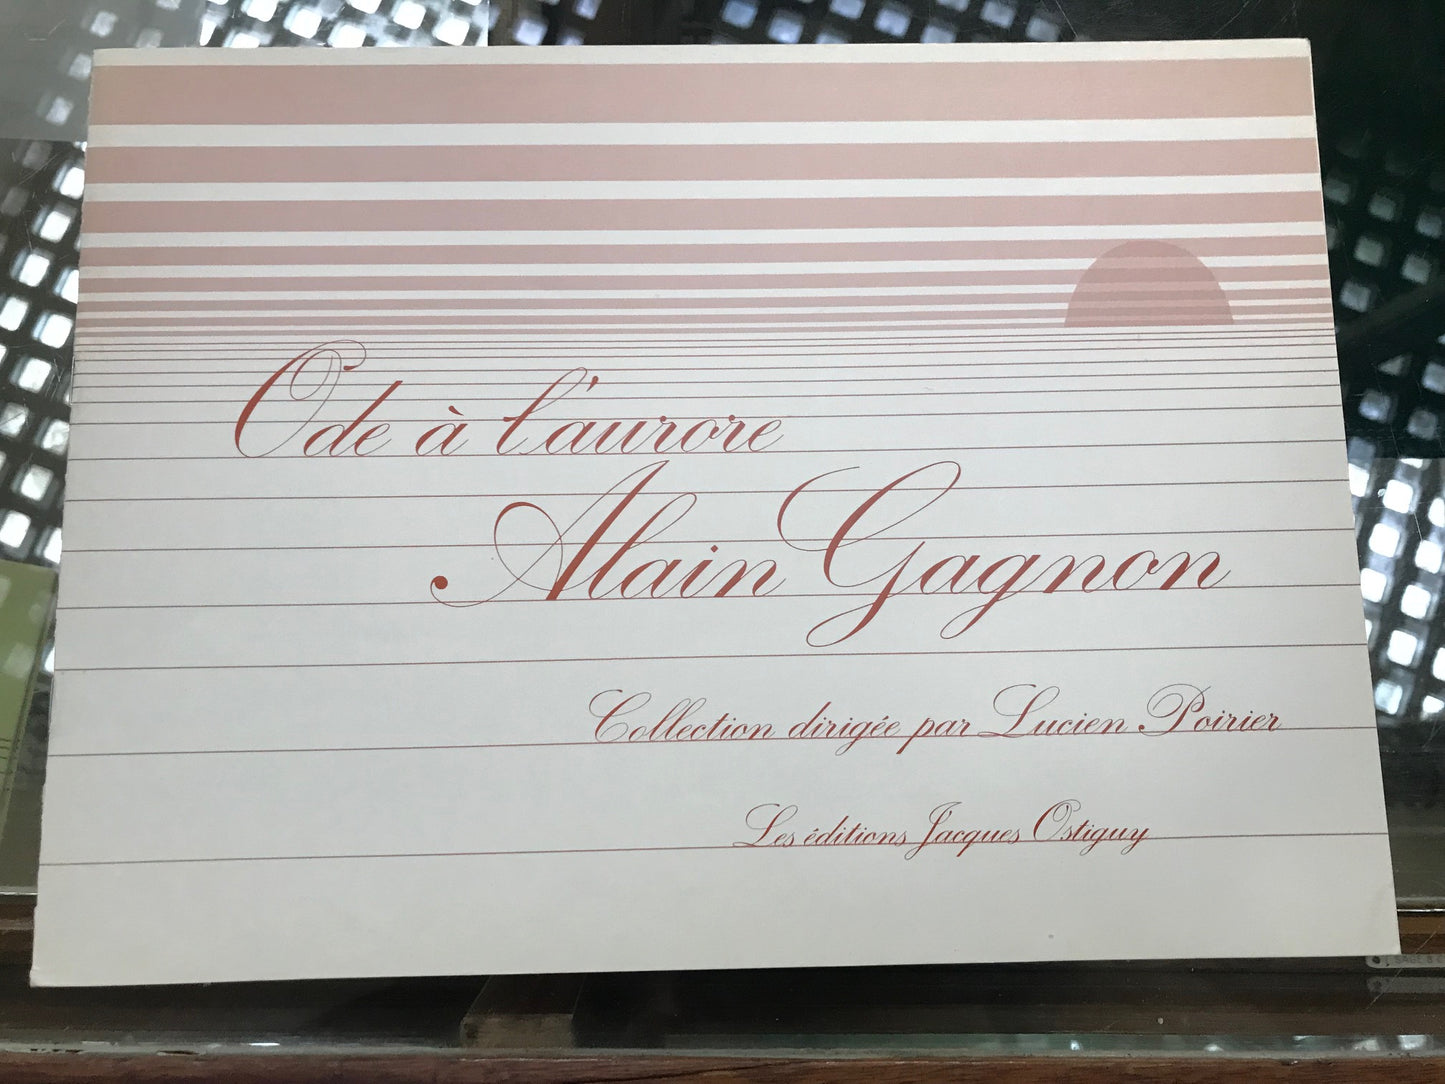 Ode à l'aurore
Alain Gagnon
Collection dirigée par Lucien Poirier
Les éditions Jacques Ostiguy